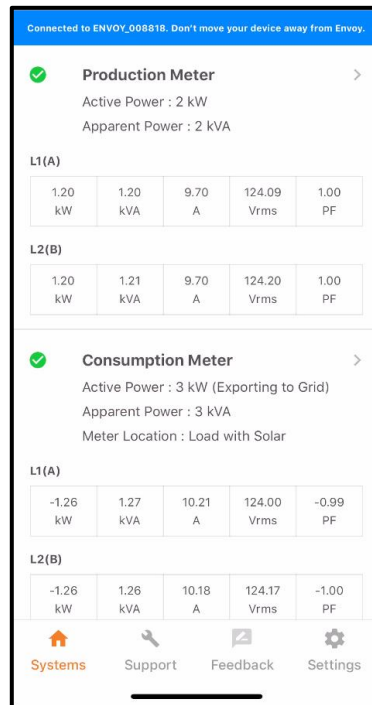 Connected to ENVOY_008818. Don't move your device away from Envoy.
Production Meter
Active Power : 2 kW
Apparent Power : 2 kVA
L1(A)
1.20 1.20 9.70 124.09 1.00
kW kVA A Vrms PF
L2(B)
1.20 1.21 9.70 124.20 1.00
kW kVA A Vrms PF
Consumption Meter
Active Power : 3 kW (Exporting to Grid)
Apparent Power : 3 kVA
Meter Location : Load with Solar
L1(A)
-1.26 1.27 10.21 124.00 -0.99
kW kVA A Vrms PF
L2(B)
-1.26 1.26 10.18 124.17 -1.00
kW kVA A Vrms PF
Systems Support Feedback Settings